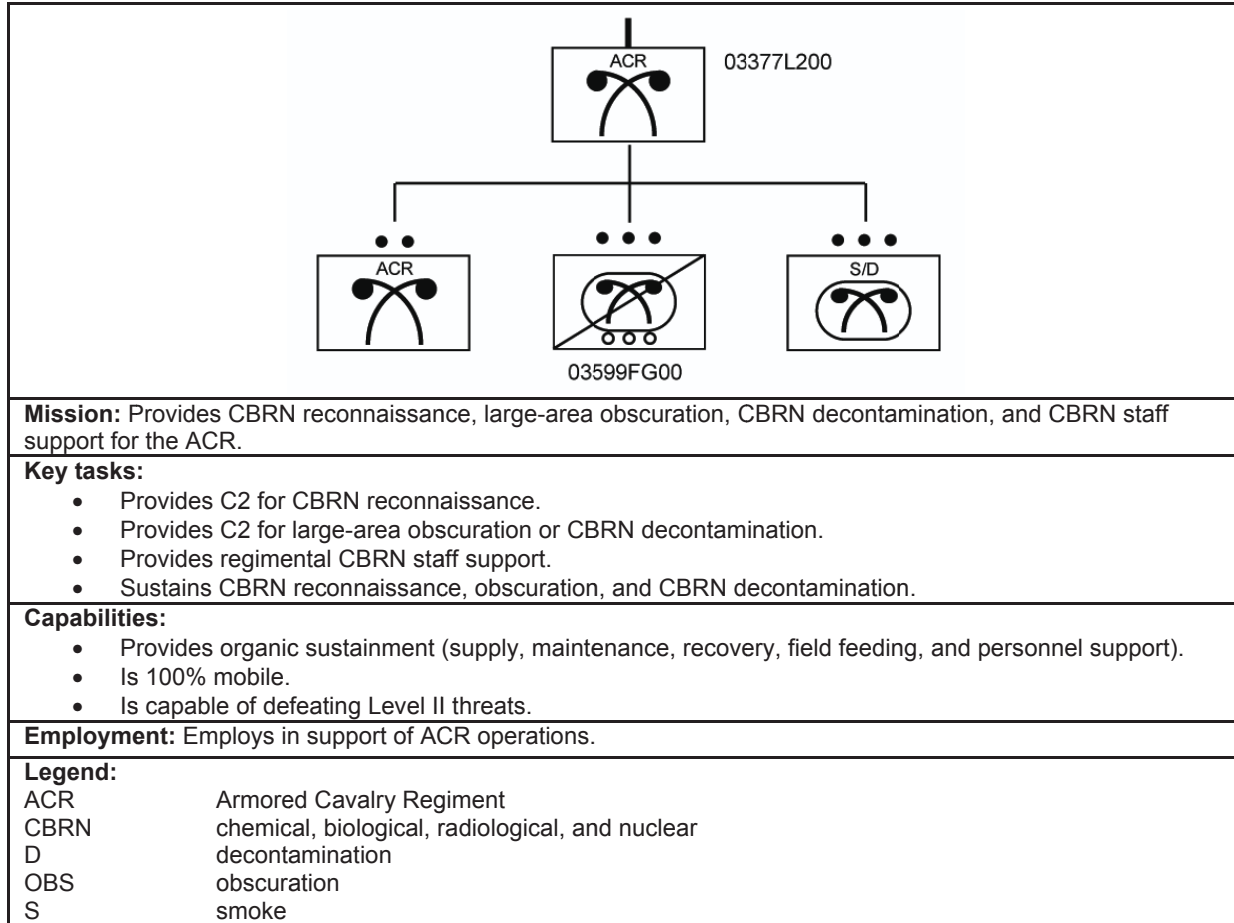 ACR
03377L200
ACR
S/D
03599FG00
Mission: Provides CBRN reconnaissance, large-area obscuration, CBRN decontamination, and CBRN staff
support for the ACR.
Key tasks:
• Provides C2 for CBRN reconnaissance.
• Provides C2 for large-area obscuration or CBRN decontamination.
• Provides regimental CBRN staff support.
• Sustains CBRN reconnaissance, obscuration, and CBRN decontamination.
Capabilities:
• Provides organic sustainment (supply, maintenance, recovery, field feeding, and personnel support).
• Is 100% mobile.
• Is capable of defeating Level II threats.
Employment: Employs in support of ACR operations.
Legend:
ACR Armored Cavalry Regiment
CBRN chemical, biological, radiological, and nuclear
D decontamination
OBS obscuration
S smoke